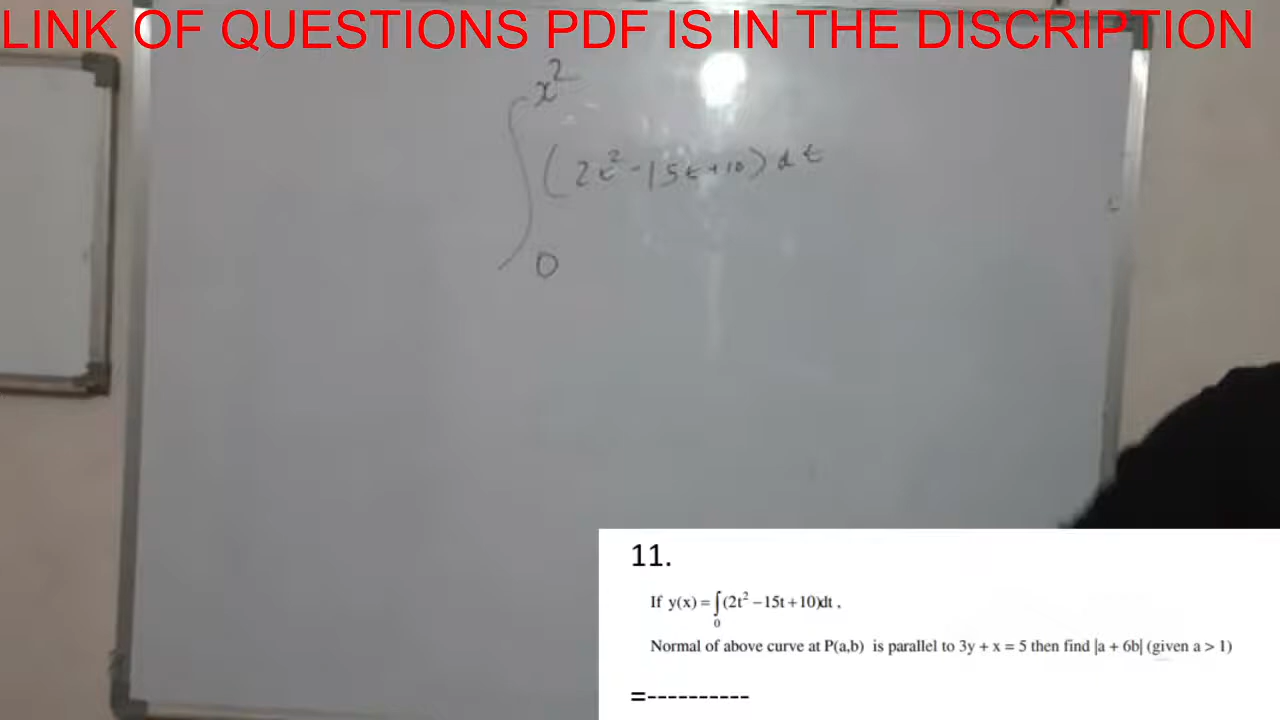 LINK OF QUESTIONS PDF IS IN THE DISCRIPTION
x²
∫ (2t²-15t+10)dt
0
11.
If y(x) = ∫(2t² – 15t + 10)dt ,
0
Normal of above curve at P(a,b) is parallel to 3y + x = 5 then find |a + 6b| (given a > 1)
=----------